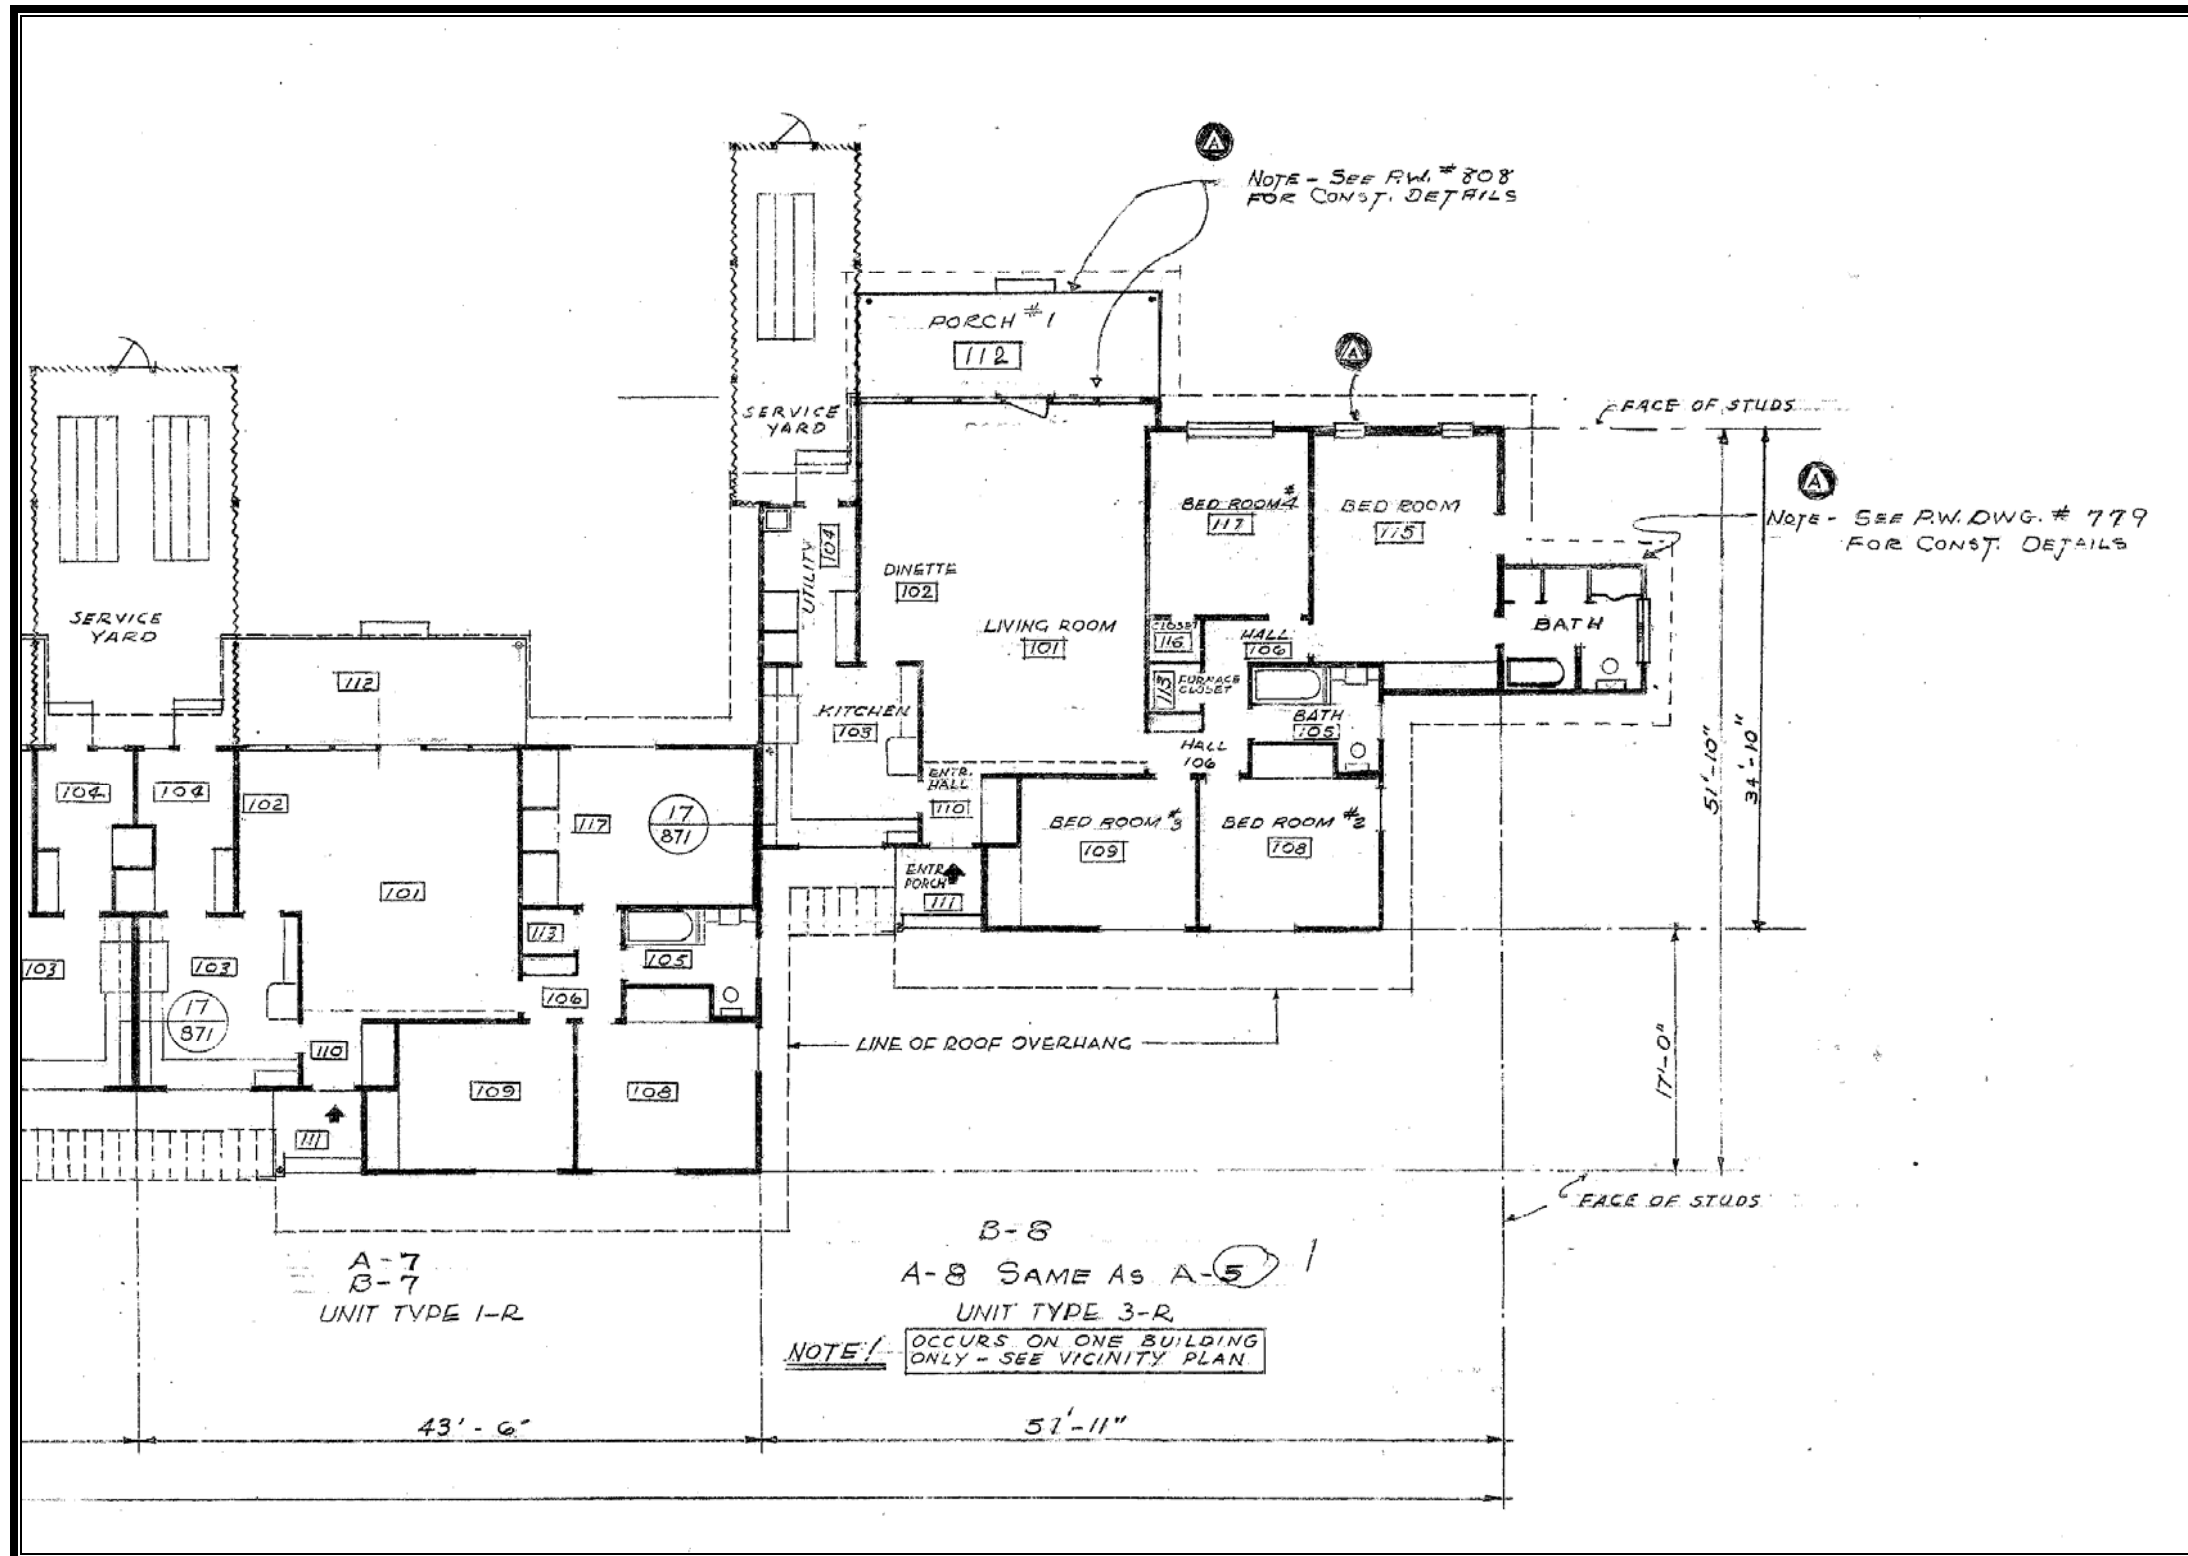 A
NOTE - SEE P.W. # 808
FOR CONST. DETAILS
PORCH #1
112
A
SERVICE
YARD
FACE OF STUDS
A
NOTE - SEE P.W. DWG. # 779
FOR CONST. DETAILS
BED ROOM #4
117
BED ROOM
115
UTILITY
104
DINETTE
102
LIVING ROOM
101
CLOSET
116
HALL
106
BATH
SERVICE
YARD
112
FURNACE
CLOSET
113
KITCHEN
103
BATH
105
HALL
106
51'-10"
34'-10"
104
104
102
117
17
871
ENTR.
HALL
110
BED ROOM #3
109
BED ROOM #2
108
101
ENTR.
PORCH
111
113
105
103
103
106
17
871
110
LINE OF ROOF OVERHANG
17'-0"
109
108
111
FACE OF STUDS
A-7
B-7
UNIT TYPE 1-R
B-8
A-8 SAME AS A-5 1
UNIT TYPE 3-R
NOTE! OCCURS ON ONE BUILDING
ONLY - SEE VICINITY PLAN
43'-6"
51'-11"